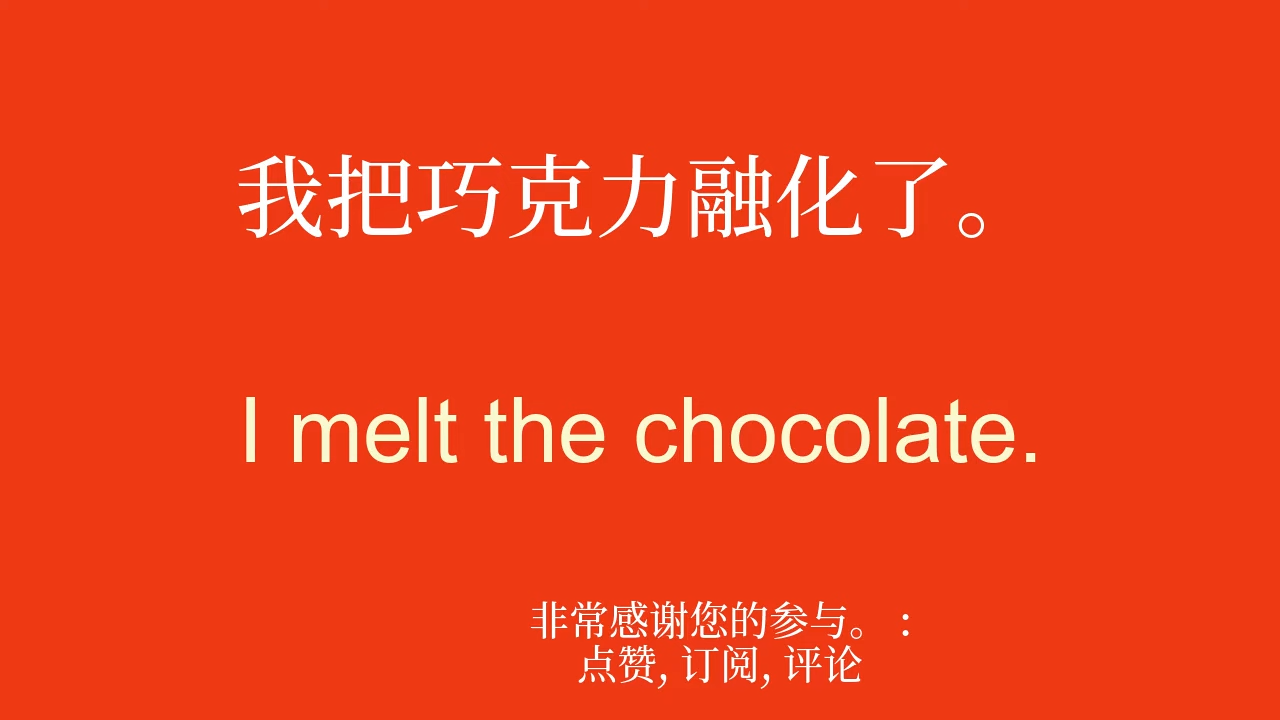 我把巧克力融化了。
I melt the chocolate.
非常感谢您的参与。 :
点赞, 订阅, 评论